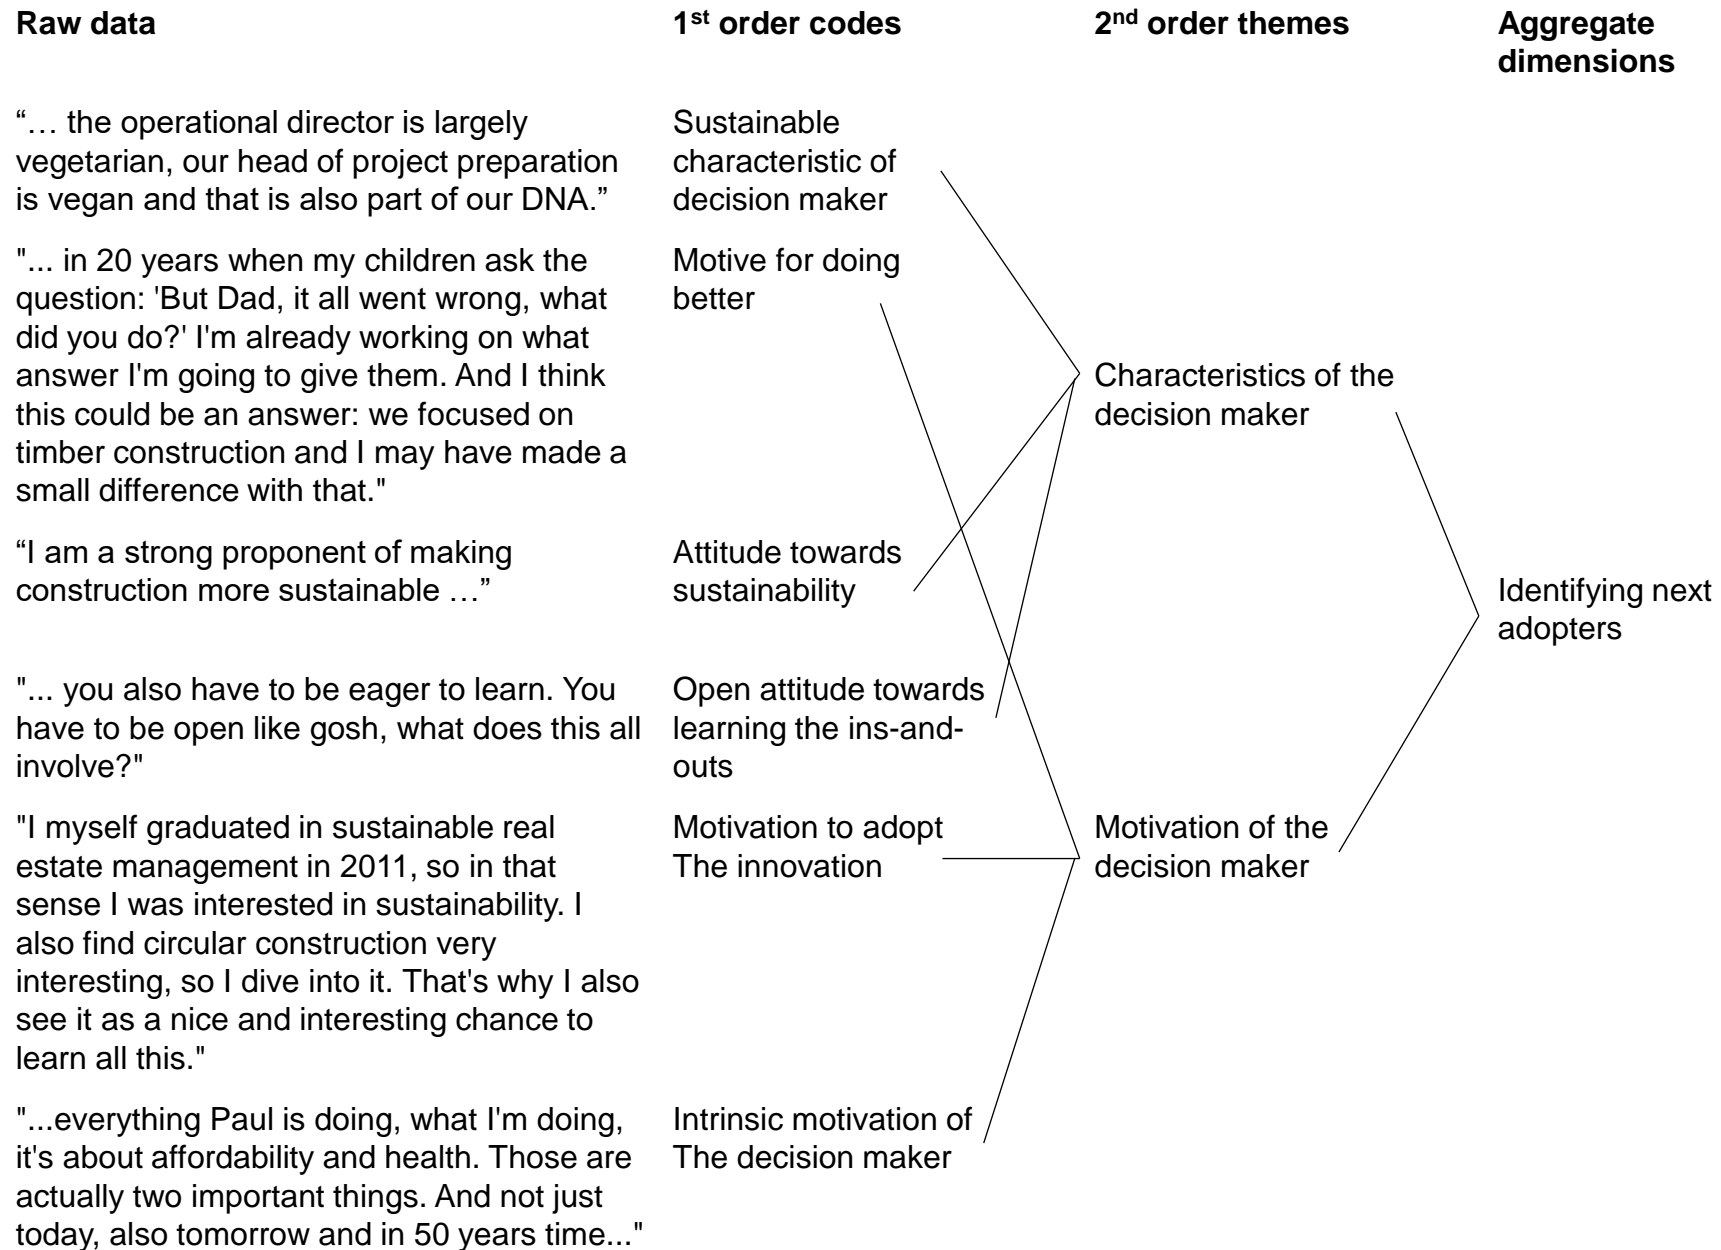 Raw data
1st order codes
2nd order themes
Aggregate
dimensions
“… the operational director is largely
vegetarian, our head of project preparation
is vegan and that is also part of our DNA.”
Sustainable
characteristic of
decision maker
"... in 20 years when my children ask the
question: 'But Dad, it all went wrong, what
did you do?' I'm already working on what
answer I'm going to give them. And I think
this could be an answer: we focused on
timber construction and I may have made a
small difference with that."
Motive for doing
better
Characteristics of the
decision maker
“I am a strong proponent of making
construction more sustainable …”
Attitude towards
sustainability
Identifying next
adopters
"... you also have to be eager to learn. You
have to be open like gosh, what does this all
involve?"
Open attitude towards
learning the ins-and-
outs
"I myself graduated in sustainable real
estate management in 2011, so in that
sense I was interested in sustainability. I
also find circular construction very
interesting, so I dive into it. That's why I also
see it as a nice and interesting chance to
learn all this."
Motivation to adopt
The innovation
Motivation of the
decision maker
"...everything Paul is doing, what I'm doing,
it's about affordability and health. Those are
actually two important things. And not just
today, also tomorrow and in 50 years time..."
Intrinsic motivation of
The decision maker